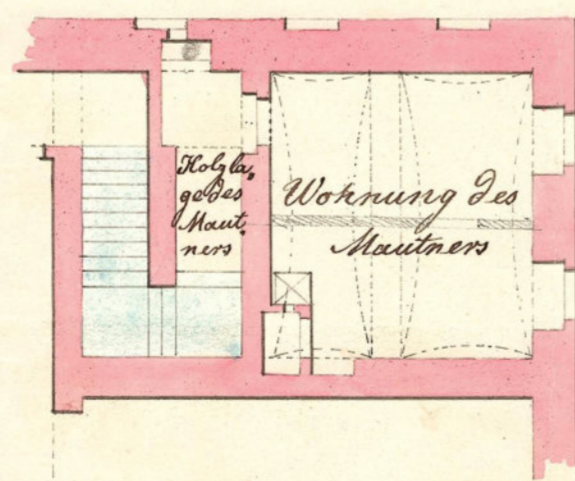 Holzla⸗
ge des
Maut⸗
ners
Wohnung des
Mautners